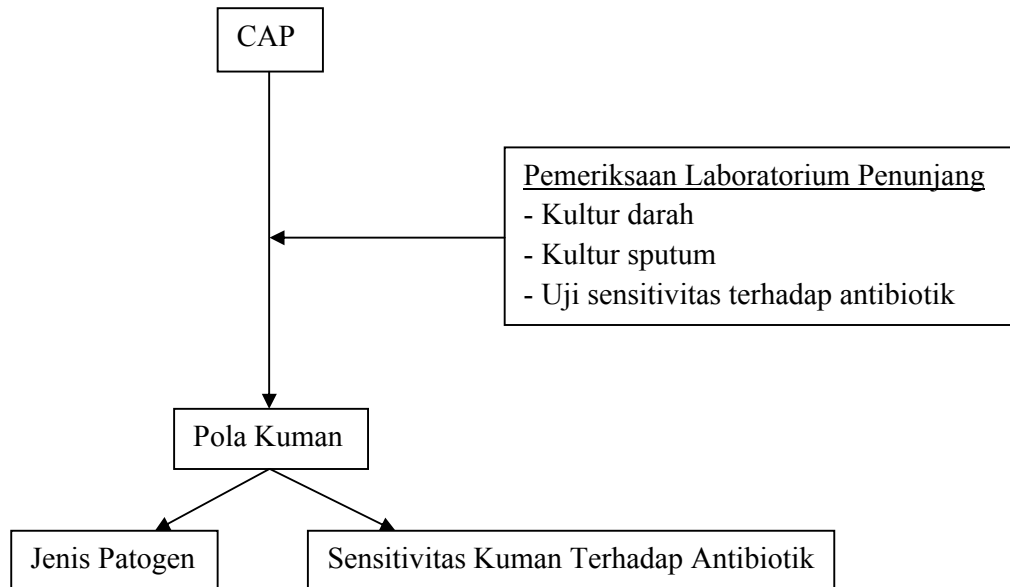 CAP
Pemeriksaan Laboratorium Penunjang
- Kultur darah
- Kultur sputum
- Uji sensitivitas terhadap antibiotik
Pola Kuman
Jenis Patogen
Sensitivitas Kuman Terhadap Antibiotik